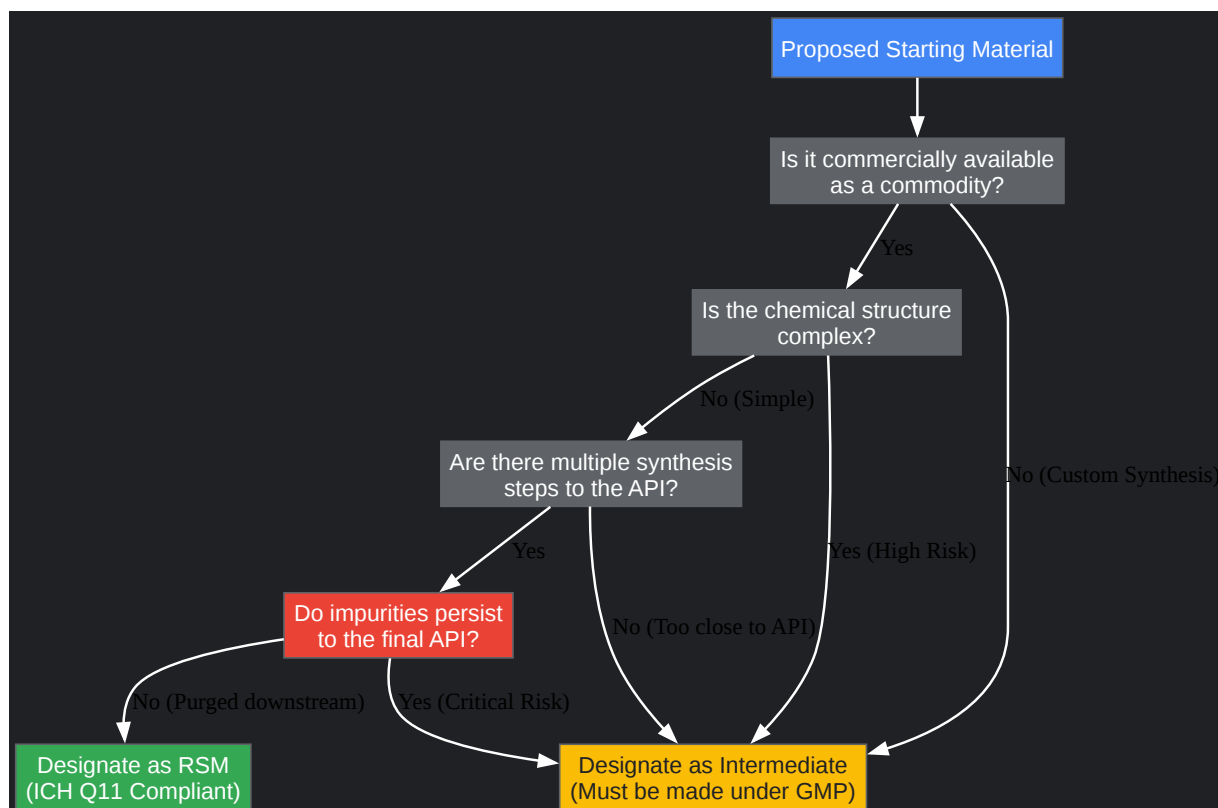 Proposed Starting Material
Is it commercially available
as a commodity?
Yes
Is the chemical structure
complex?
No (Simple)
Are there multiple synthesis
steps to the API?
No (Custom Synthesis)
Yes
Yes (High Risk)
Do impurities persist
to the final API?
No (Too close to API)
No (Purged downstream)
Yes (Critical Risk)
Designate as RSM
(ICH Q11 Compliant)
Designate as Intermediate
(Must be made under GMP)